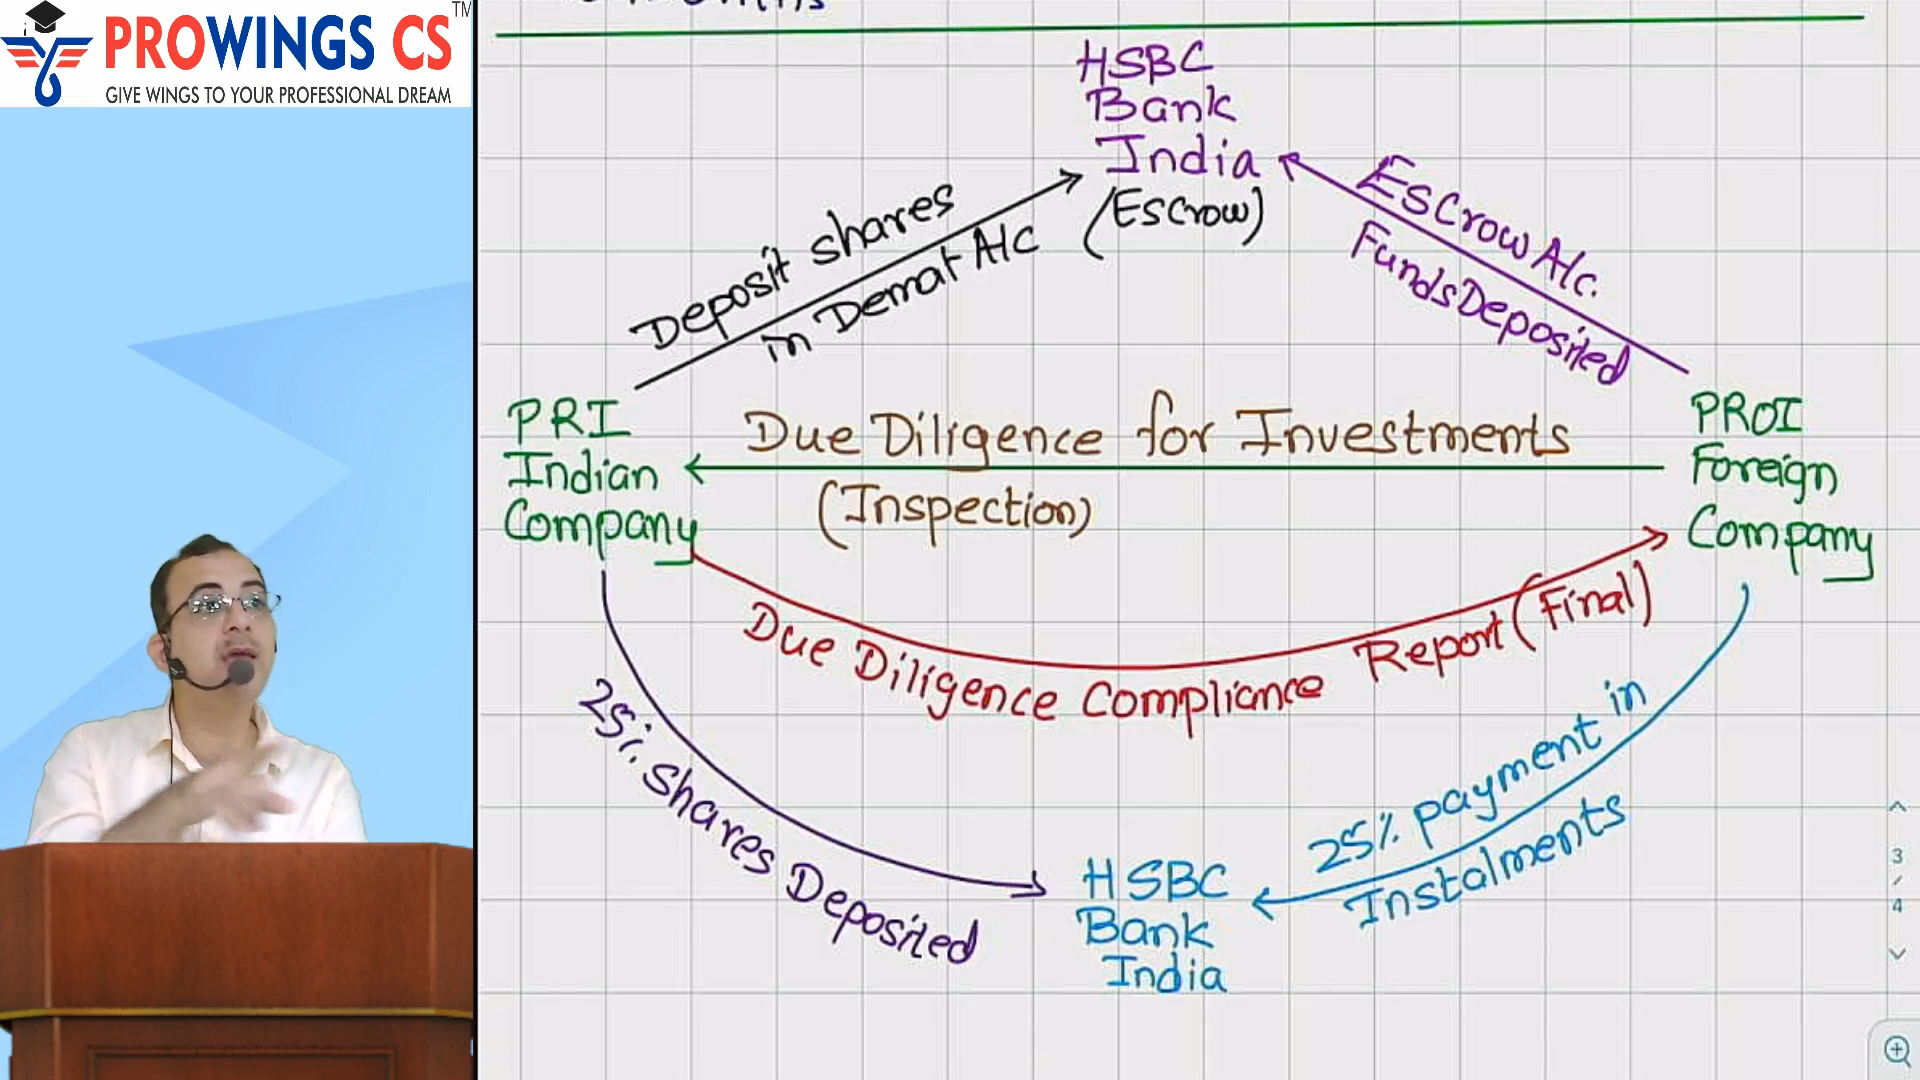 PROWINGS CS TM
GIVE WINGS TO YOUR PROFESSIONAL DREAM
HSBC
Bank
India
(Escrow)
Deposit shares
in Demat A/c
Escrow A/c.
Funds Deposited
PRI
Indian
Company
Due Diligence for Investments
(Inspection)
PROI
Foreign
Company
Due Diligence Compliance Report (Final)
25%. Shares Deposited
25% payment in
Instalments
HSBC
Bank
India
3
/
4